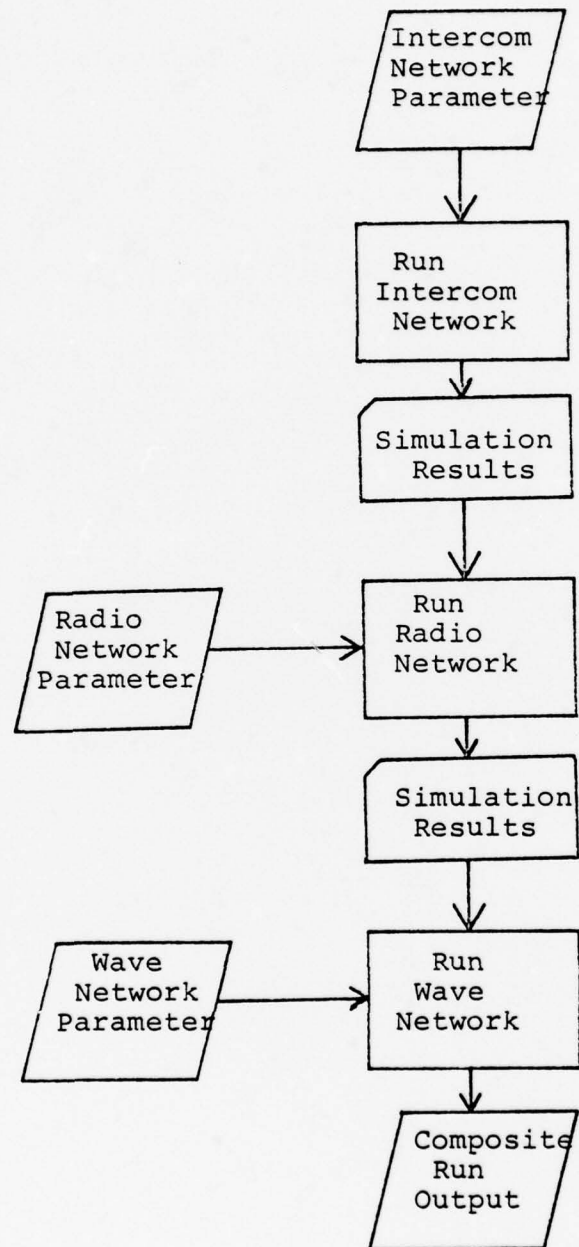 Intercom
Network
Parameter
Run
Intercom
Network
Simulation
Results
Radio
Network
Parameter
Run
Radio
Network
Simulation
Results
Wave
Network
Parameter
Run
Wave
Network
Composite
Run
Output